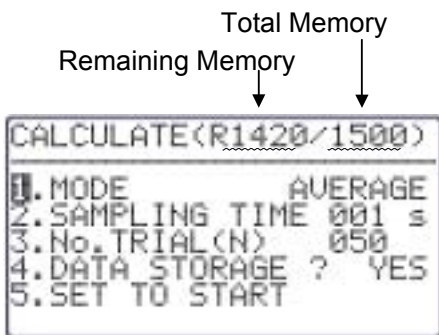 Total Memory
Remaining Memory
CALCULATE(R1420/1500)
1.MODE AVERAGE
2.SAMPLING TIME 001 s
3.No.TRIAL(N) 050
4.DATA STORAGE ? YES
5.SET TO START